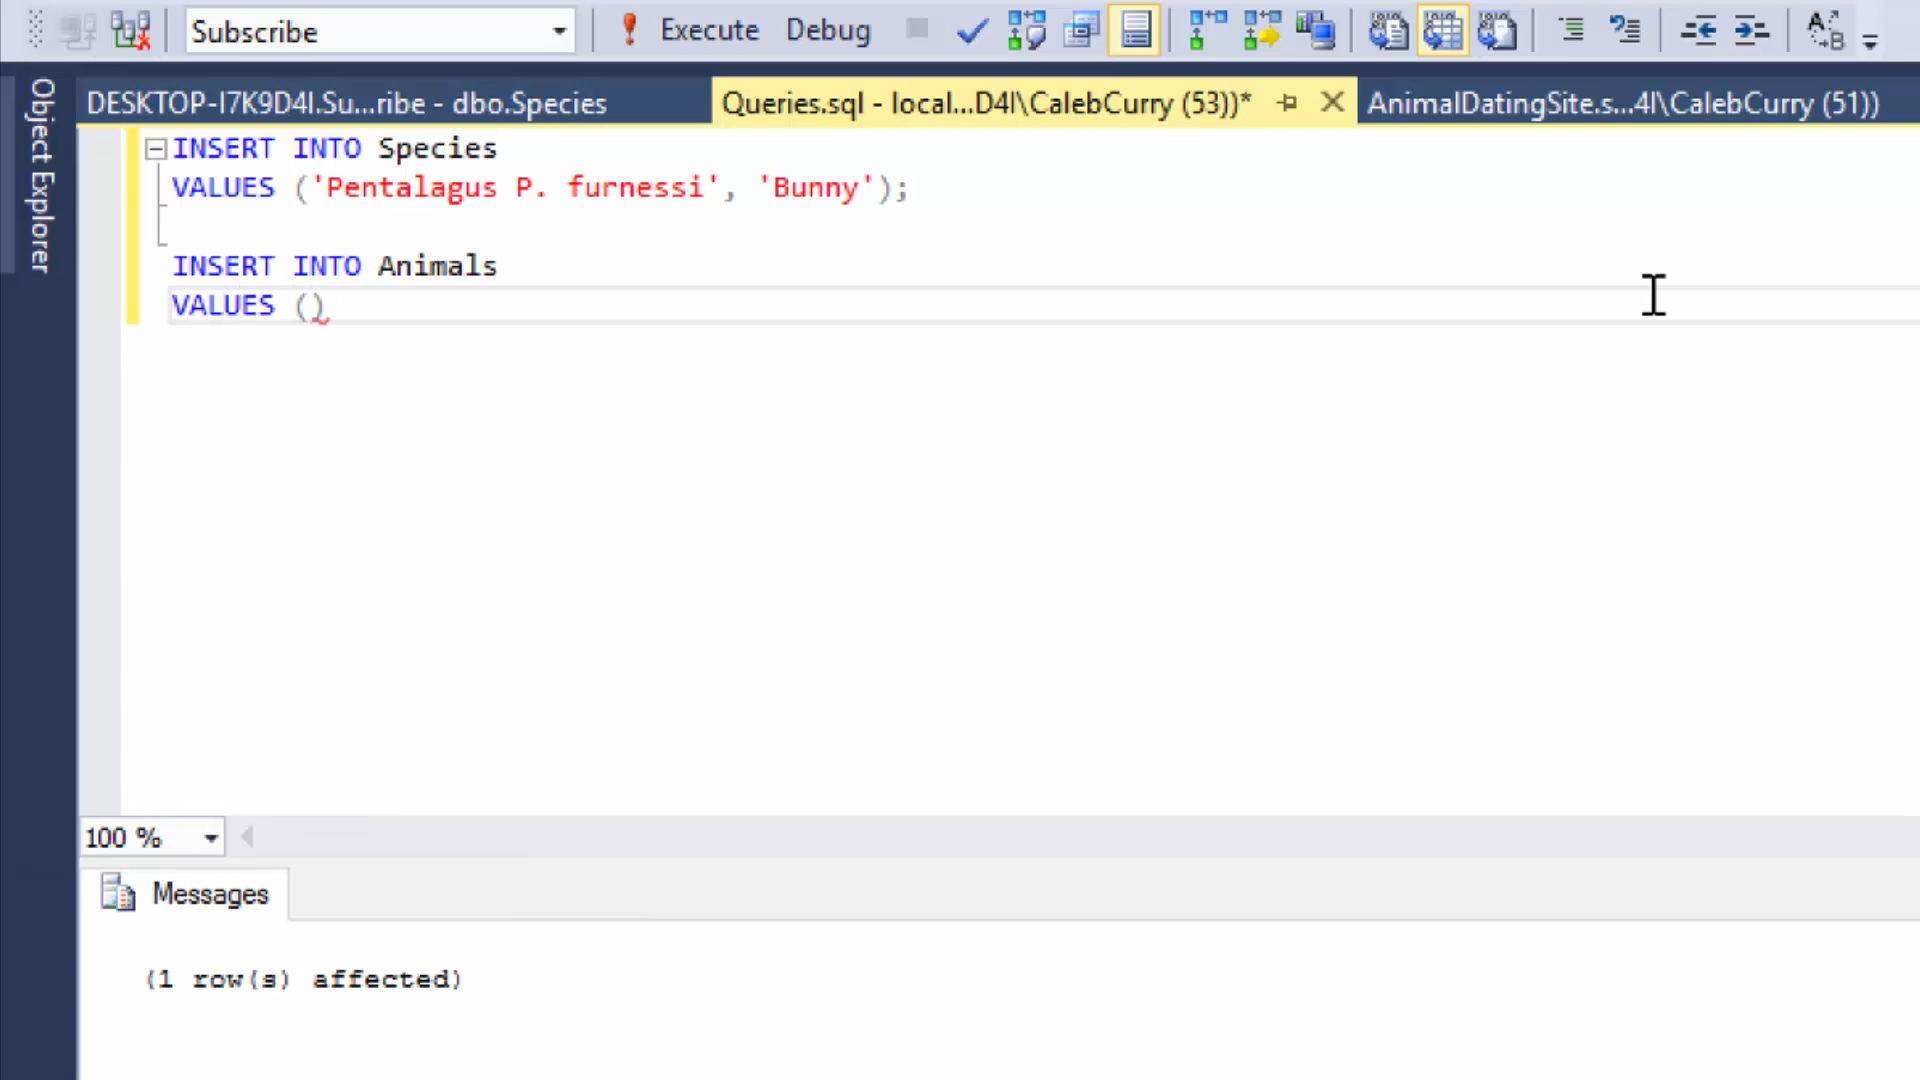 Subscribe
Execute Debug
DESKTOP-I7K9D4I.Su...ribe - dbo.Species
Queries.sql - local...D4I\CalebCurry (53))*
AnimalDatingSite.s...4I\CalebCurry (51))
Object Explorer
INSERT INTO Species
VALUES ('Pentalagus P. furnessi', 'Bunny');
INSERT INTO Animals
VALUES ()
100 %
Messages
(1 row(s) affected)